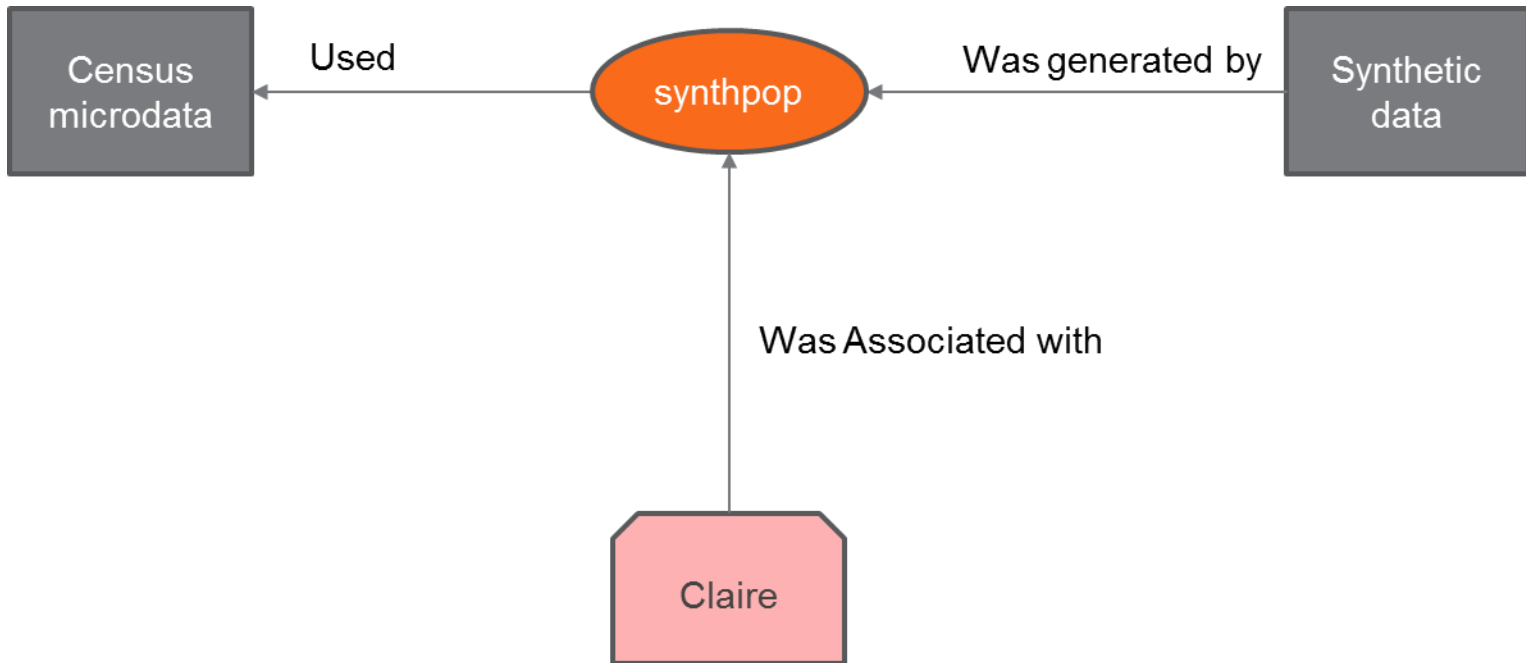 Census
microdata
Used
synthpop
Was generated by
Synthetic
data
Was Associated with
Claire